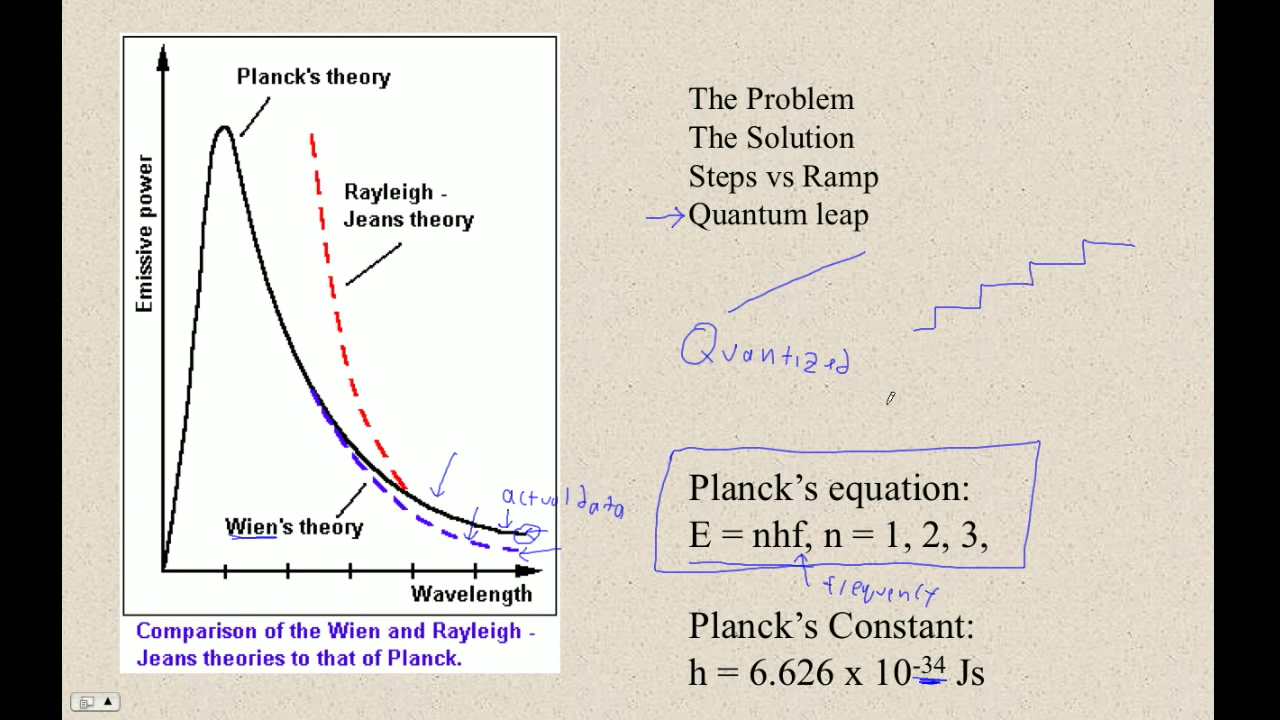 Planck's theory
Rayleigh -
Jeans theory
Emissive power
Wien's theory
actual data
Wavelength
Comparison of the Wien and Rayleigh -
Jeans theories to that of Planck.
The Problem
The Solution
Steps vs Ramp
Quantum leap
Quantized
Planck's equation:
E = nhf, n = 1, 2, 3,
frequency
Planck's Constant:
h = 6.626 x 10-34 Js